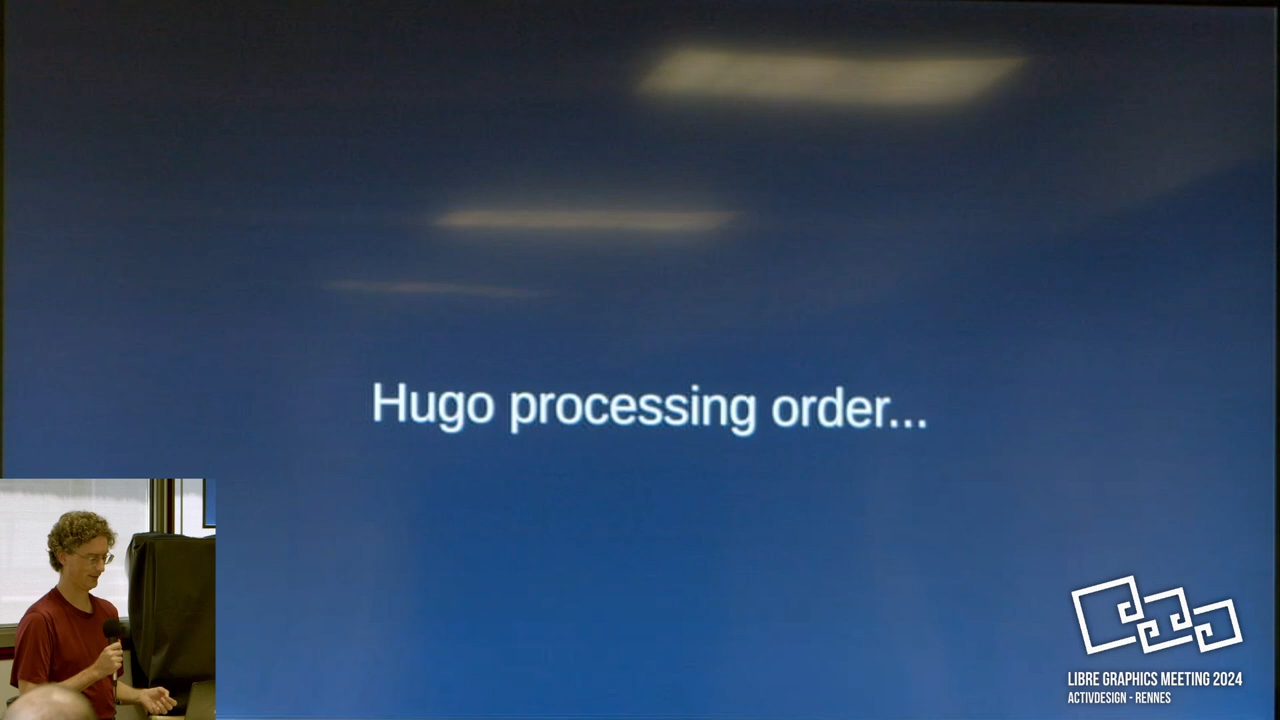 Hugo processing order...
LIBRE GRAPHICS MEETING 2024
ACTIVDESIGN - RENNES